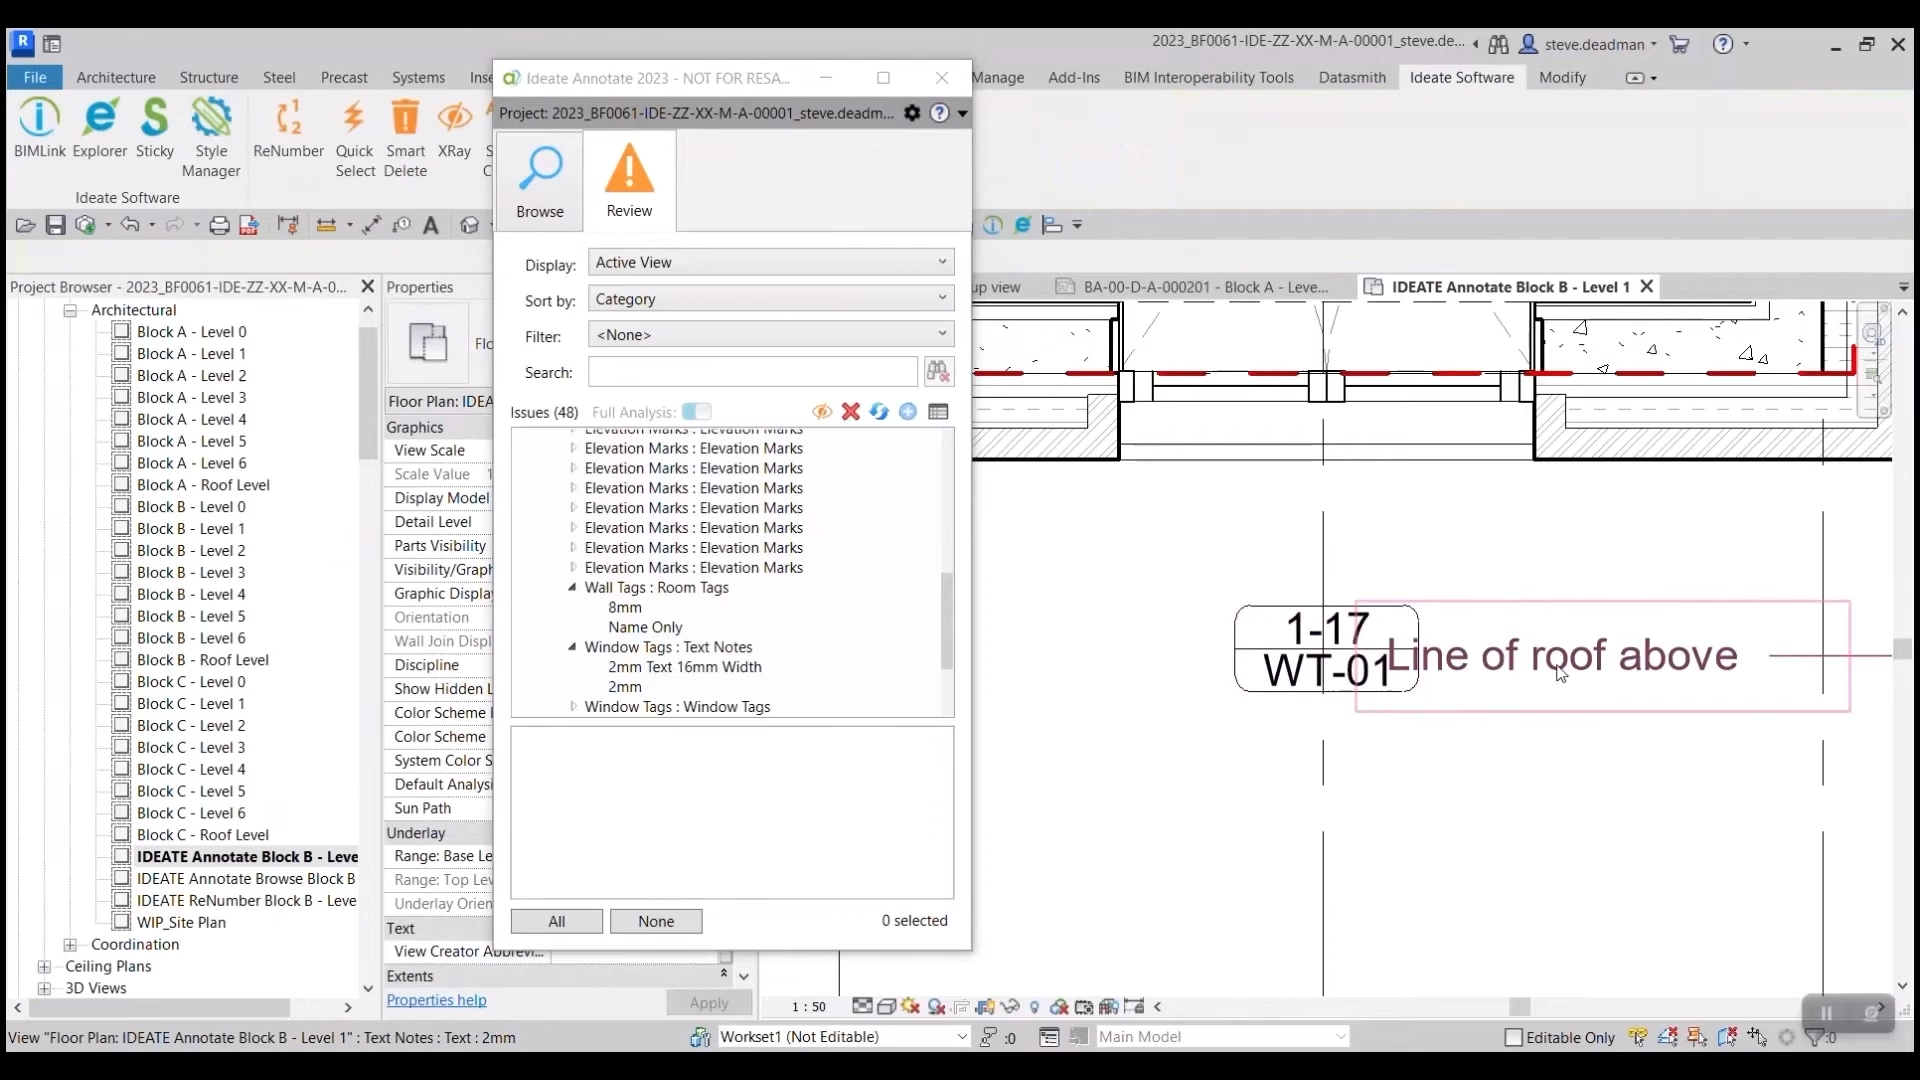 2023_BF0061-IDE-ZZ-XX-M-A-00001_steve.de...
steve.deadman
File
Architecture
Structure
Steel
Precast
Systems
Manage
Add-Ins
BIM Interoperability Tools
Datasmith
Ideate Software
Modify
BIMLink
Explorer
Sticky
Style
Manager
ReNumber
Quick
Select
Smart
Delete
XRay
Ideate Software
Ideate Annotate 2023 - NOT FOR RESA...
Project: 2023_BF0061-IDE-ZZ-XX-M-A-00001_steve.deadm...
Browse
Review
Display:
Active View
Sort by:
Category
Filter:
<None>
Search:
Issues (48)
Full Analysis:
Elevation Marks : Elevation Marks
Elevation Marks : Elevation Marks
Elevation Marks : Elevation Marks
Elevation Marks : Elevation Marks
Elevation Marks : Elevation Marks
Elevation Marks : Elevation Marks
Elevation Marks : Elevation Marks
Elevation Marks : Elevation Marks
Wall Tags : Room Tags
8mm
Name Only
Window Tags : Text Notes
2mm Text 16mm Width
2mm
Window Tags : Window Tags
All
None
0 selected
Project Browser - 2023_BF0061-IDE-ZZ-XX-M-A-0...
Architectural
Block A - Level 0
Block A - Level 1
Block A - Level 2
Block A - Level 3
Block A - Level 4
Block A - Level 5
Block A - Level 6
Block A - Roof Level
Block B - Level 0
Block B - Level 1
Block B - Level 2
Block B - Level 3
Block B - Level 4
Block B - Level 5
Block B - Level 6
Block B - Roof Level
Block C - Level 0
Block C - Level 1
Block C - Level 2
Block C - Level 3
Block C - Level 4
Block C - Level 5
Block C - Level 6
Block C - Roof Level
IDEATE Annotate Block B - Leve
IDEATE Annotate Browse Block B
IDEATE ReNumber Block B - Leve
WIP_Site Plan
Coordination
Ceiling Plans
3D Views
Properties
Floor Plan: IDEA
Graphics
View Scale
Scale Value 1
Display Model
Detail Level
Parts Visibility
Visibility/Graph
Graphic Display
Orientation
Wall Join Displ
Discipline
Show Hidden L
Color Scheme L
Color Scheme
System Color S
Default Analysi
Sun Path
Underlay
Range: Base Le
Range: Top Lev
Underlay Orien
Text
View Creator Abbrevi...
Extents
Properties help
Apply
up view
BA-00-D-A-000201 - Block A - Leve...
IDEATE Annotate Block B - Level 1
1-17
WT-01
Line of roof above
1 : 50
View "Floor Plan: IDEATE Annotate Block B - Level 1" : Text Notes : Text : 2mm
Workset1 (Not Editable)
:0
Main Model
Editable Only
:0